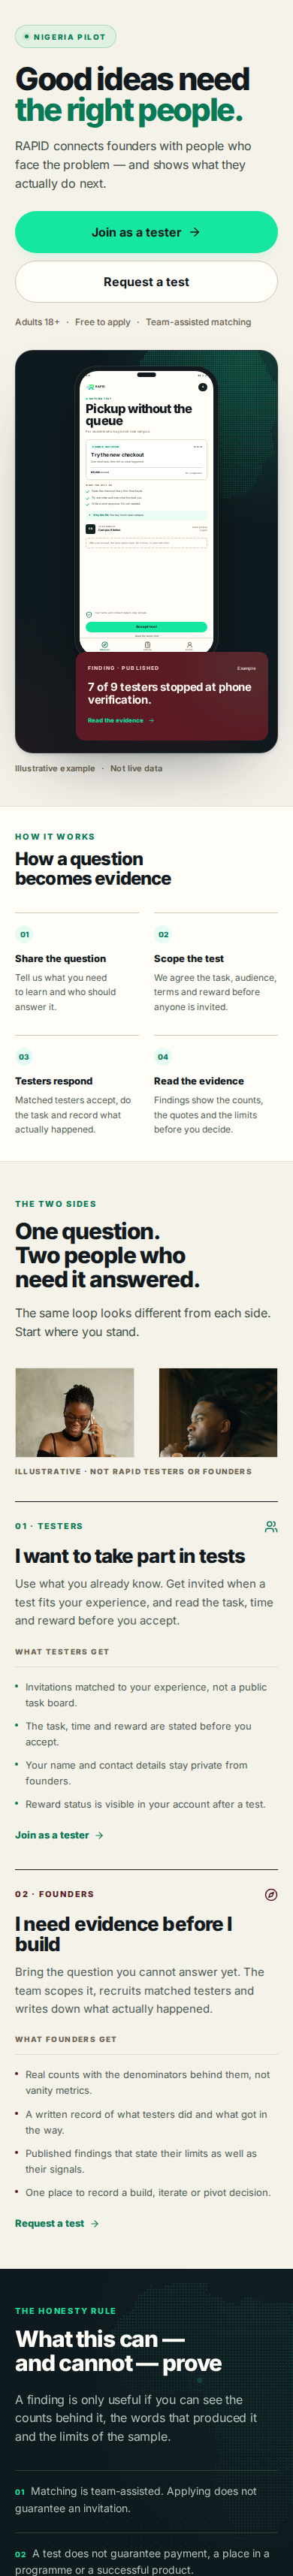 NIGERIA PILOT
Good ideas need
the right people.
RAPID connects founders with people who
face the problem — and shows what they
actually do next.
Join as a tester →
Request a test
Adults 18+ · Free to apply · Team-assisted matching
RAPID
Pickup without the
queue
Try the new checkout
Accept test
FINDING · PUBLISHED
Example
7 of 9 testers stopped at phone
verification.
Read the evidence →
Illustrative example · Not live data
HOW IT WORKS
How a question
becomes evidence
01
Share the question
Tell us what you need
to learn and who should
answer it.
02
Scope the test
We agree the task, audience,
terms and reward before
anyone is invited.
03
Testers respond
Matched testers accept, do
the task and record what
actually happened.
04
Read the evidence
Findings show the counts,
the quotes and the limits
before you decide.
THE TWO SIDES
One question.
Two people who
need it answered.
The same loop looks different from each side.
Start where you stand.
ILLUSTRATIVE · NOT RAPID TESTERS OR FOUNDERS
01 · TESTERS
I want to take part in tests
Use what you already know. Get invited when a
test fits your experience, and read the task, time
and reward before you accept.
WHAT TESTERS GET
Invitations matched to your experience, not a public
task board.
The task, time and reward are stated before you
accept.
Your name and contact details stay private from
founders.
Reward status is visible in your account after a test.
Join as a tester →
02 · FOUNDERS
I need evidence before I
build
Bring the question you cannot answer yet. The
team scopes it, recruits matched testers and
writes down what actually happened.
WHAT FOUNDERS GET
Real counts with the denominators behind them, not
vanity metrics.
A written record of what testers did and what got in
the way.
Published findings that state their limits as well as
their signals.
One place to record a build, iterate or pivot decision.
Request a test →
THE HONESTY RULE
What this can —
and cannot — prove
A finding is only useful if you can see the
counts behind it, the words that produced it
and the limits of the sample.
01 Matching is team-assisted. Applying does not
guarantee an invitation.
02 A test does not guarantee payment, a place in a
programme or a successful product.